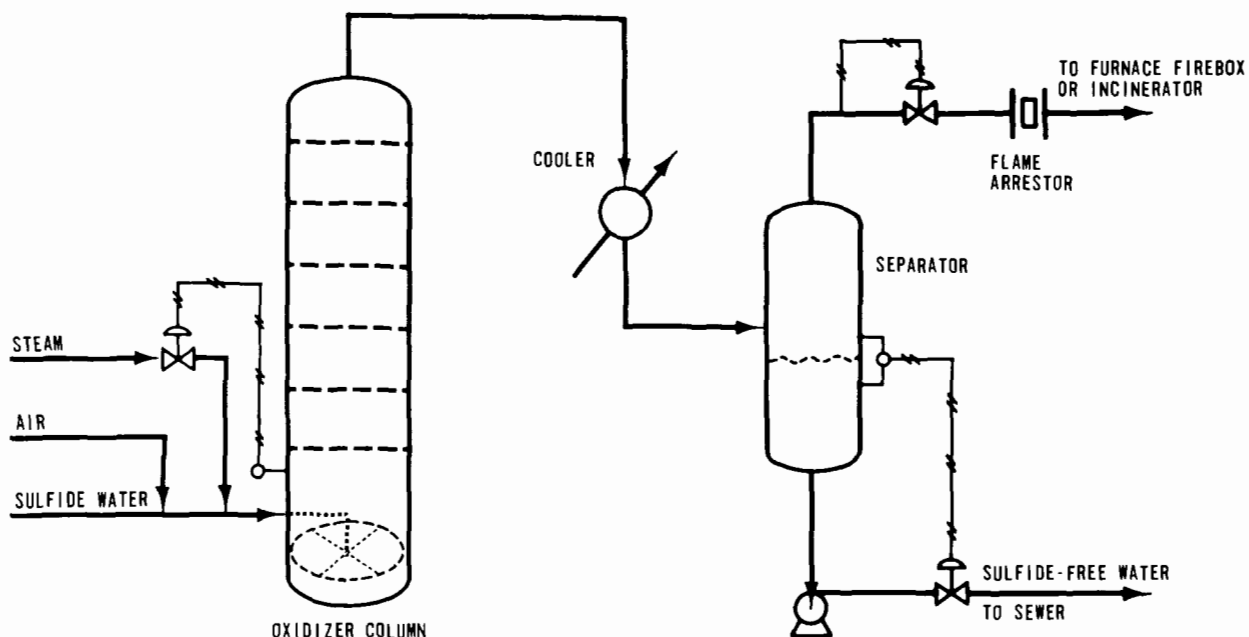 TO FURNACE FIREBOX
OR INCINERATOR
COOLER
FLAME
ARRESTOR
SEPARATOR
STEAM
AIR
SULFIDE WATER
SULFIDE-FREE WATER
TO SEWER
OXIDIZER COLUMN